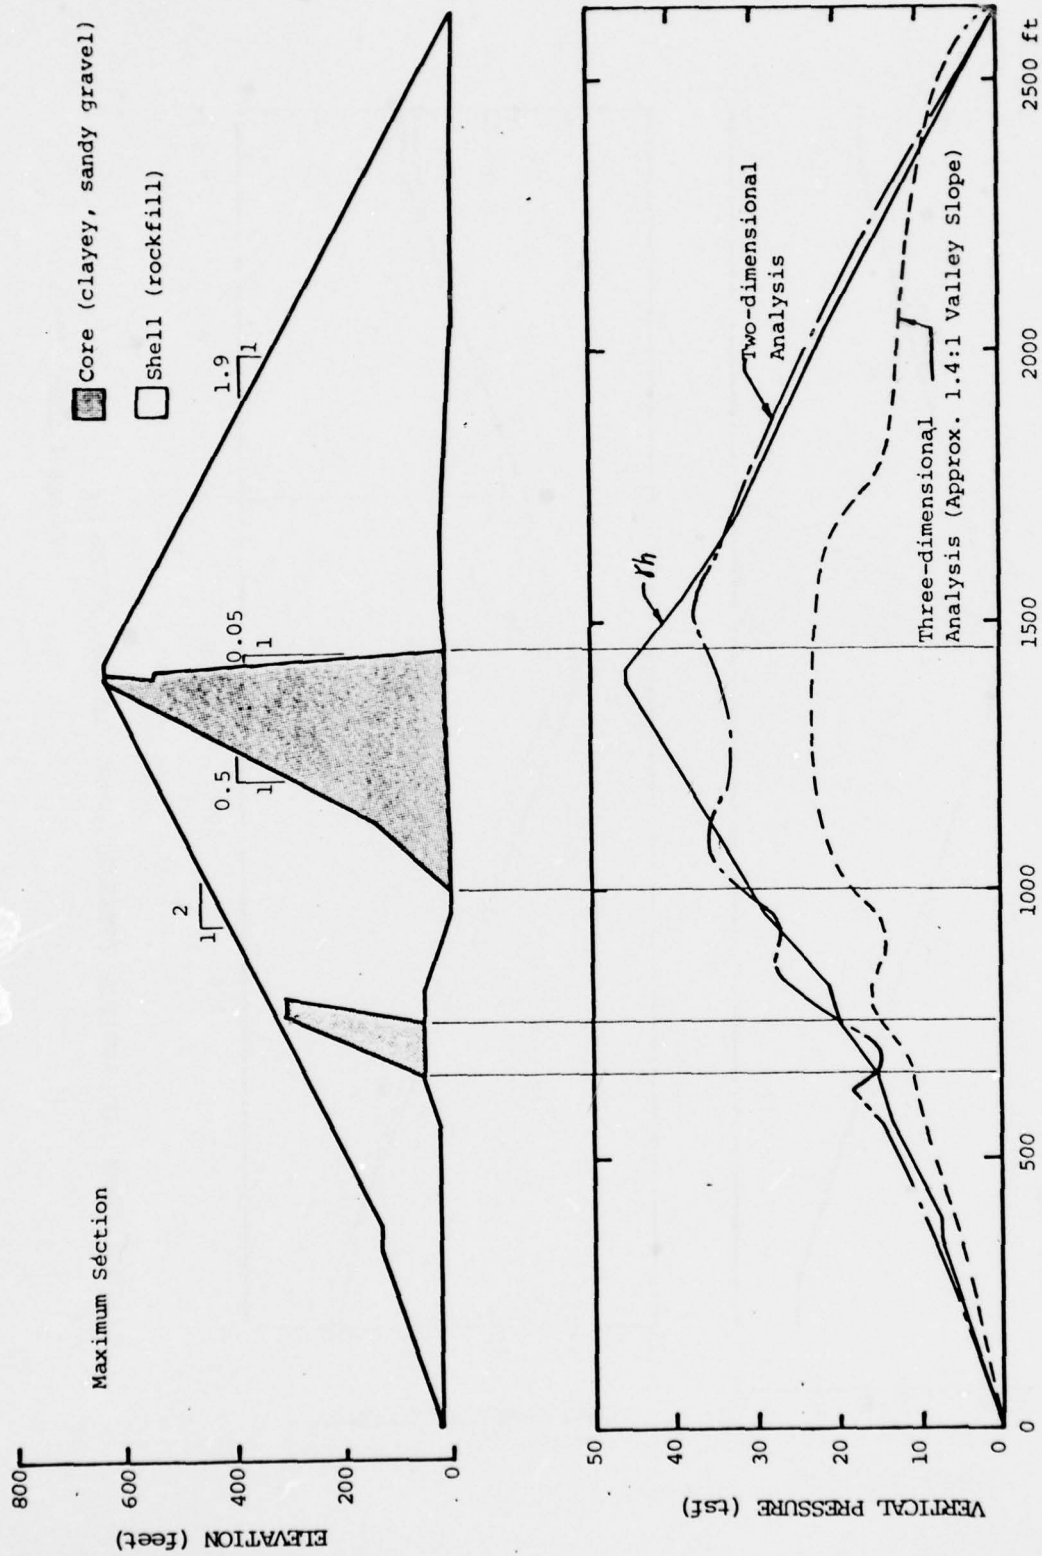 Maximum Section
Core (clayey, sandy gravel)
Shell (rockfill)
800
600
400
200
0
ELEVATION (feet)
1
2
0.5
1
0.05
1
1.9
1
50
40
30
20
10
0
VERTICAL PRESSURE (tsf)
γh
Two-dimensional
Analysis
Three-dimensional
Analysis (Approx. 1.4:1 Valley Slope)
0
500
1000
1500
2000
2500 ft